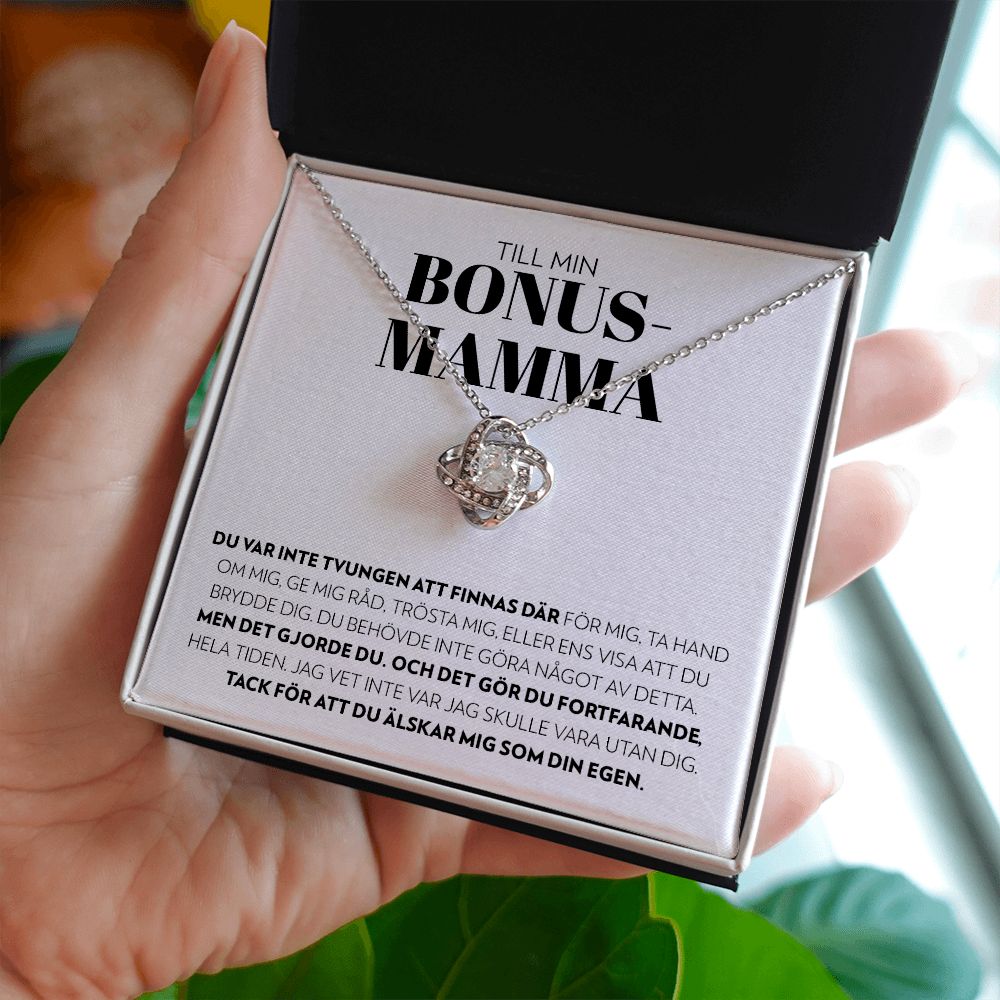 TILL MIN
BONUS-
MAMMA
DU VAR INTE TVUNGEN ATT FINNAS DÄR FÖR MIG, TA HAND
OM MIG, GE MIG RÅD, TRÖSTA MIG, ELLER ENS VISA ATT DU
BRYDDE DIG. DU BEHÖVDE INTE GÖRA NÅGOT AV DETTA.
MEN DET GJORDE DU. OCH DET GÖR DU FORTFARANDE,
HELA TIDEN. JAG VET INTE VAR JAG SKULLE VARA UTAN DIG.
TACK FÖR ATT DU ÄLSKAR MIG SOM DIN EGEN.